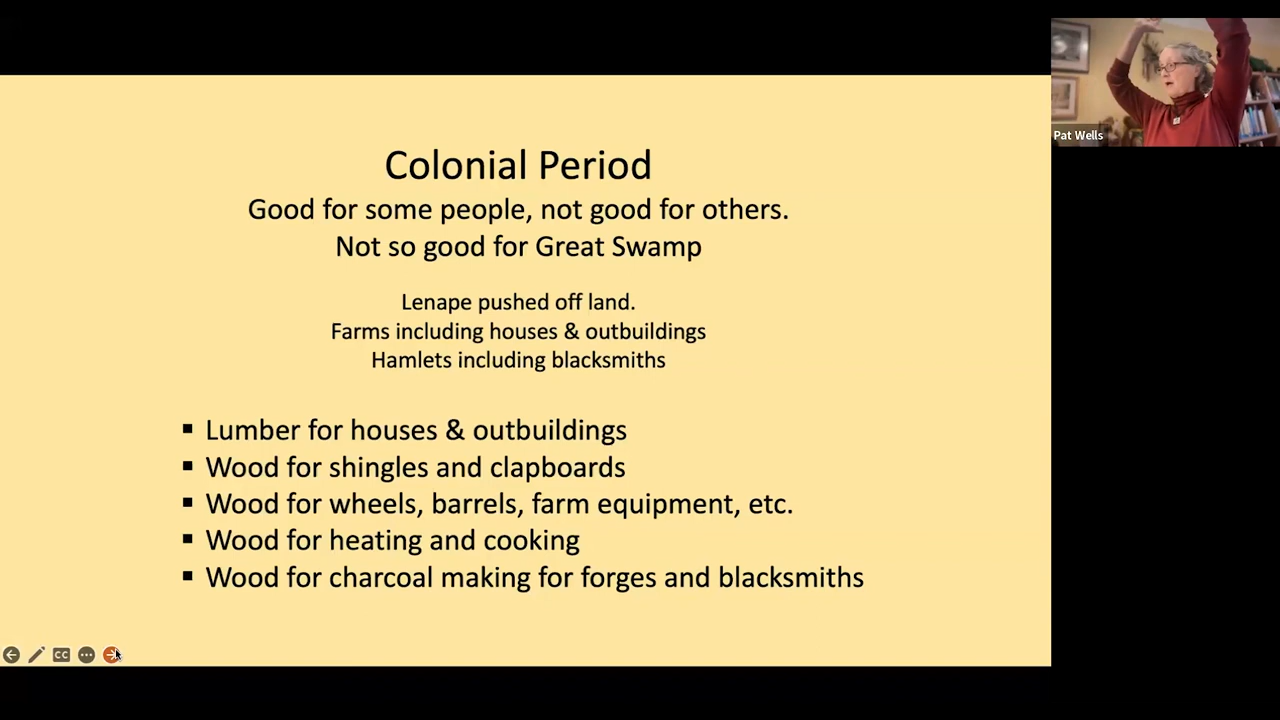 Colonial Period
Good for some people, not good for others.
Not so good for Great Swamp
Lenape pushed off land.
Farms including houses & outbuildings
Hamlets including blacksmiths
▪ Lumber for houses & outbuildings
▪ Wood for shingles and clapboards
▪ Wood for wheels, barrels, farm equipment, etc.
▪ Wood for heating and cooking
▪ Wood for charcoal making for forges and blacksmiths
Pat Wells
CC